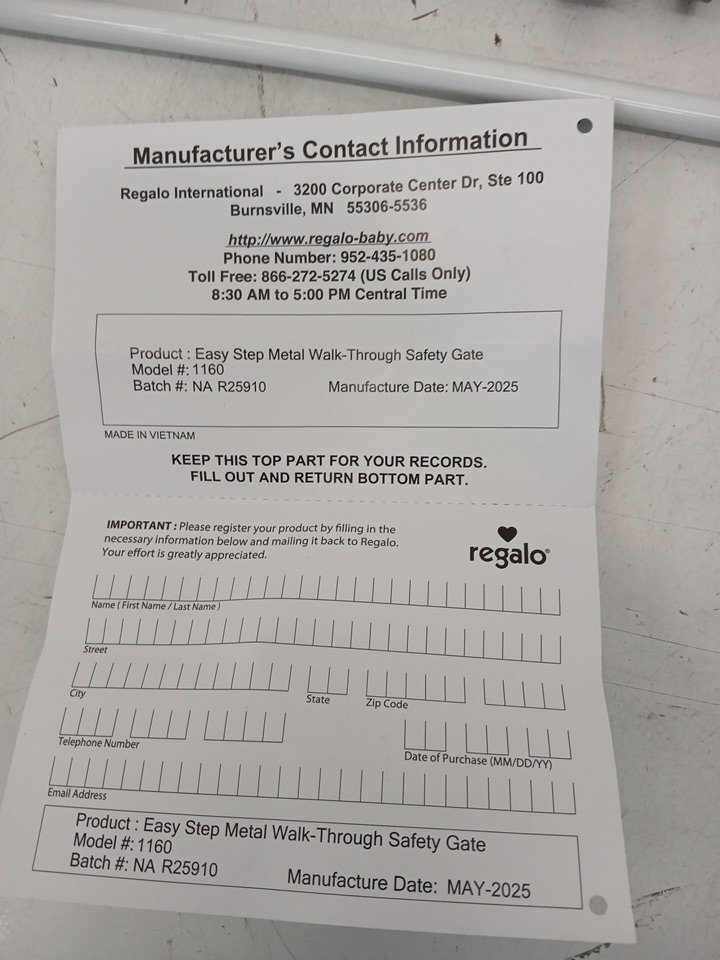 Manufacturer's Contact Information
Regalo International - 3200 Corporate Center Dr, Ste 100
Burnsville, MN 55306-5536
http://www.regalo-baby.com
Phone Number: 952-435-1080
Toll Free: 866-272-5274 (US Calls Only)
8:30 AM to 5:00 PM Central Time
Product : Easy Step Metal Walk-Through Safety Gate
Model #: 1160
Batch #: NA R25910 Manufacture Date: MAY-2025
MADE IN VIETNAM
KEEP THIS TOP PART FOR YOUR RECORDS.
FILL OUT AND RETURN BOTTOM PART.
IMPORTANT : Please register your product by filling in the
necessary information below and mailing it back to Regalo.
Your effort is greatly appreciated.
regalo®
Name ( First Name / Last Name )
Street
City State Zip Code
Telephone Number Date of Purchase (MM/DD/YY)
Email Address
Product : Easy Step Metal Walk-Through Safety Gate
Model #: 1160
Batch #: NA R25910 Manufacture Date: MAY-2025